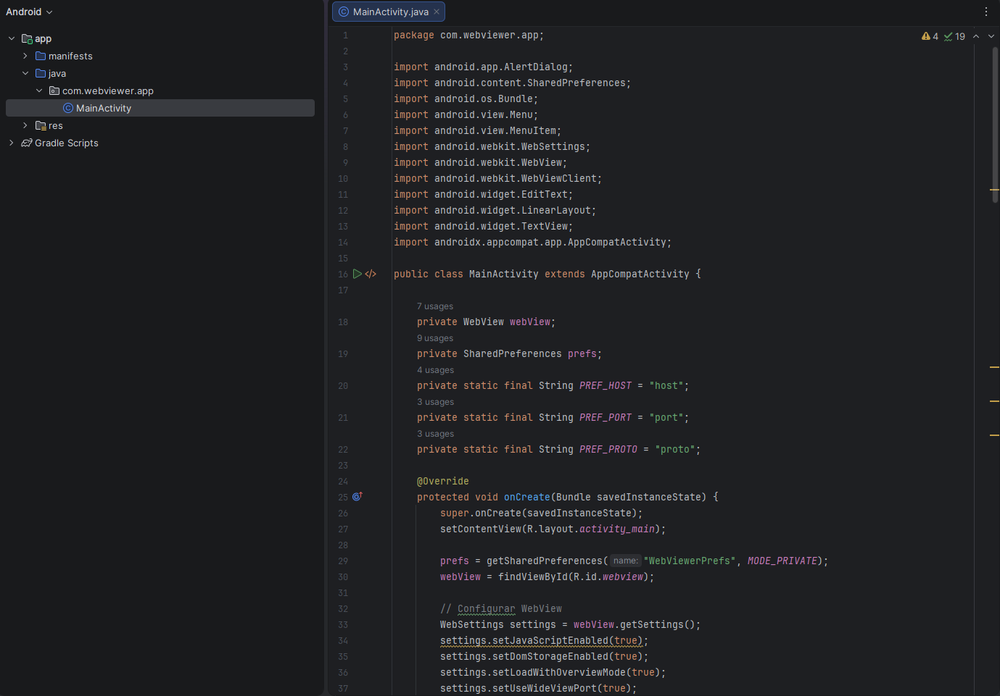 Android
app
manifests
java
com.webviewer.app
MainActivity
res
Gradle Scripts
MainActivity.java
4 19
1 package com.webviewer.app;
2
3 import android.app.AlertDialog;
4 import android.content.SharedPreferences;
5 import android.os.Bundle;
6 import android.view.Menu;
7 import android.view.MenuItem;
8 import android.webkit.WebSettings;
9 import android.webkit.WebView;
10 import android.webkit.WebViewClient;
11 import android.widget.EditText;
12 import android.widget.LinearLayout;
13 import android.widget.TextView;
14 import androidx.appcompat.app.AppCompatActivity;
15
16 public class MainActivity extends AppCompatActivity {
17
7 usages
18 private WebView webView;
9 usages
19 private SharedPreferences prefs;
4 usages
20 private static final String PREF_HOST = "host";
3 usages
21 private static final String PREF_PORT = "port";
3 usages
22 private static final String PREF_PROTO = "proto";
23
24 @Override
25 protected void onCreate(Bundle savedInstanceState) {
26 super.onCreate(savedInstanceState);
27 setContentView(R.layout.activity_main);
28
29 prefs = getSharedPreferences( name: "WebViewerPrefs", MODE_PRIVATE);
30 webView = findViewById(R.id.webview);
31
32 // Configurar WebView
33 WebSettings settings = webView.getSettings();
34 settings.setJavaScriptEnabled(true);
35 settings.setDomStorageEnabled(true);
36 settings.setLoadWithOverviewMode(true);
37 settings.setUseWideViewPort(true);